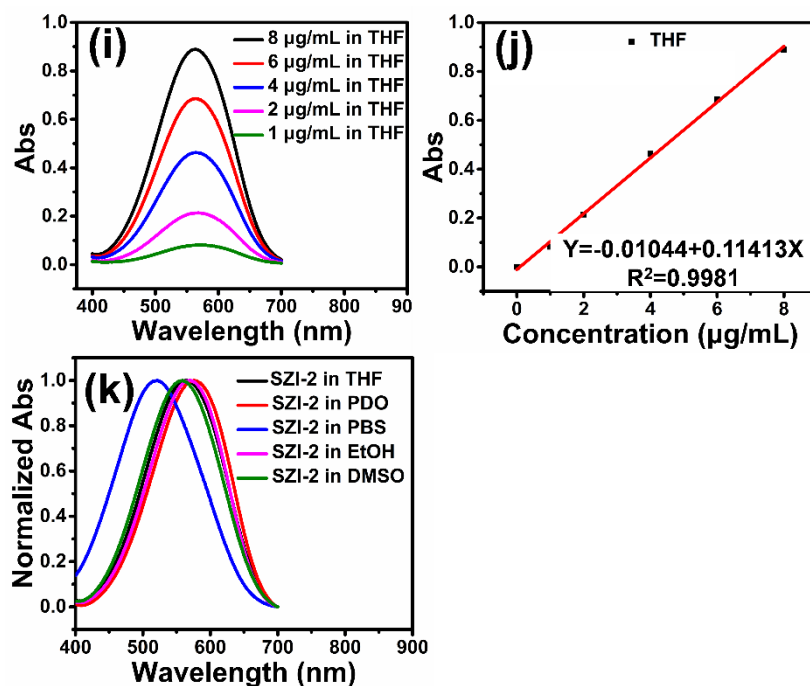 (i)
8 µg/mL in THF
6 µg/mL in THF
4 µg/mL in THF
2 µg/mL in THF
1 µg/mL in THF
1.0
0.8
0.6
0.4
0.2
0.0
Abs
400 500 600 700 800 90
Wavelength (nm)
(j)
THF
1.0
0.8
0.6
0.4
0.2
0.0
Abs
Y=-0.01044+0.11413X
R²=0.9981
0 2 4 6 8
Concentration (µg/mL)
(k)
SZI-2 in THF
SZI-2 in PDO
SZI-2 in PBS
SZI-2 in EtOH
SZI-2 in DMSO
1.0
0.8
0.6
0.4
0.2
0.0
Normalized Abs
400 500 600 700 800 900
Wavelength (nm)